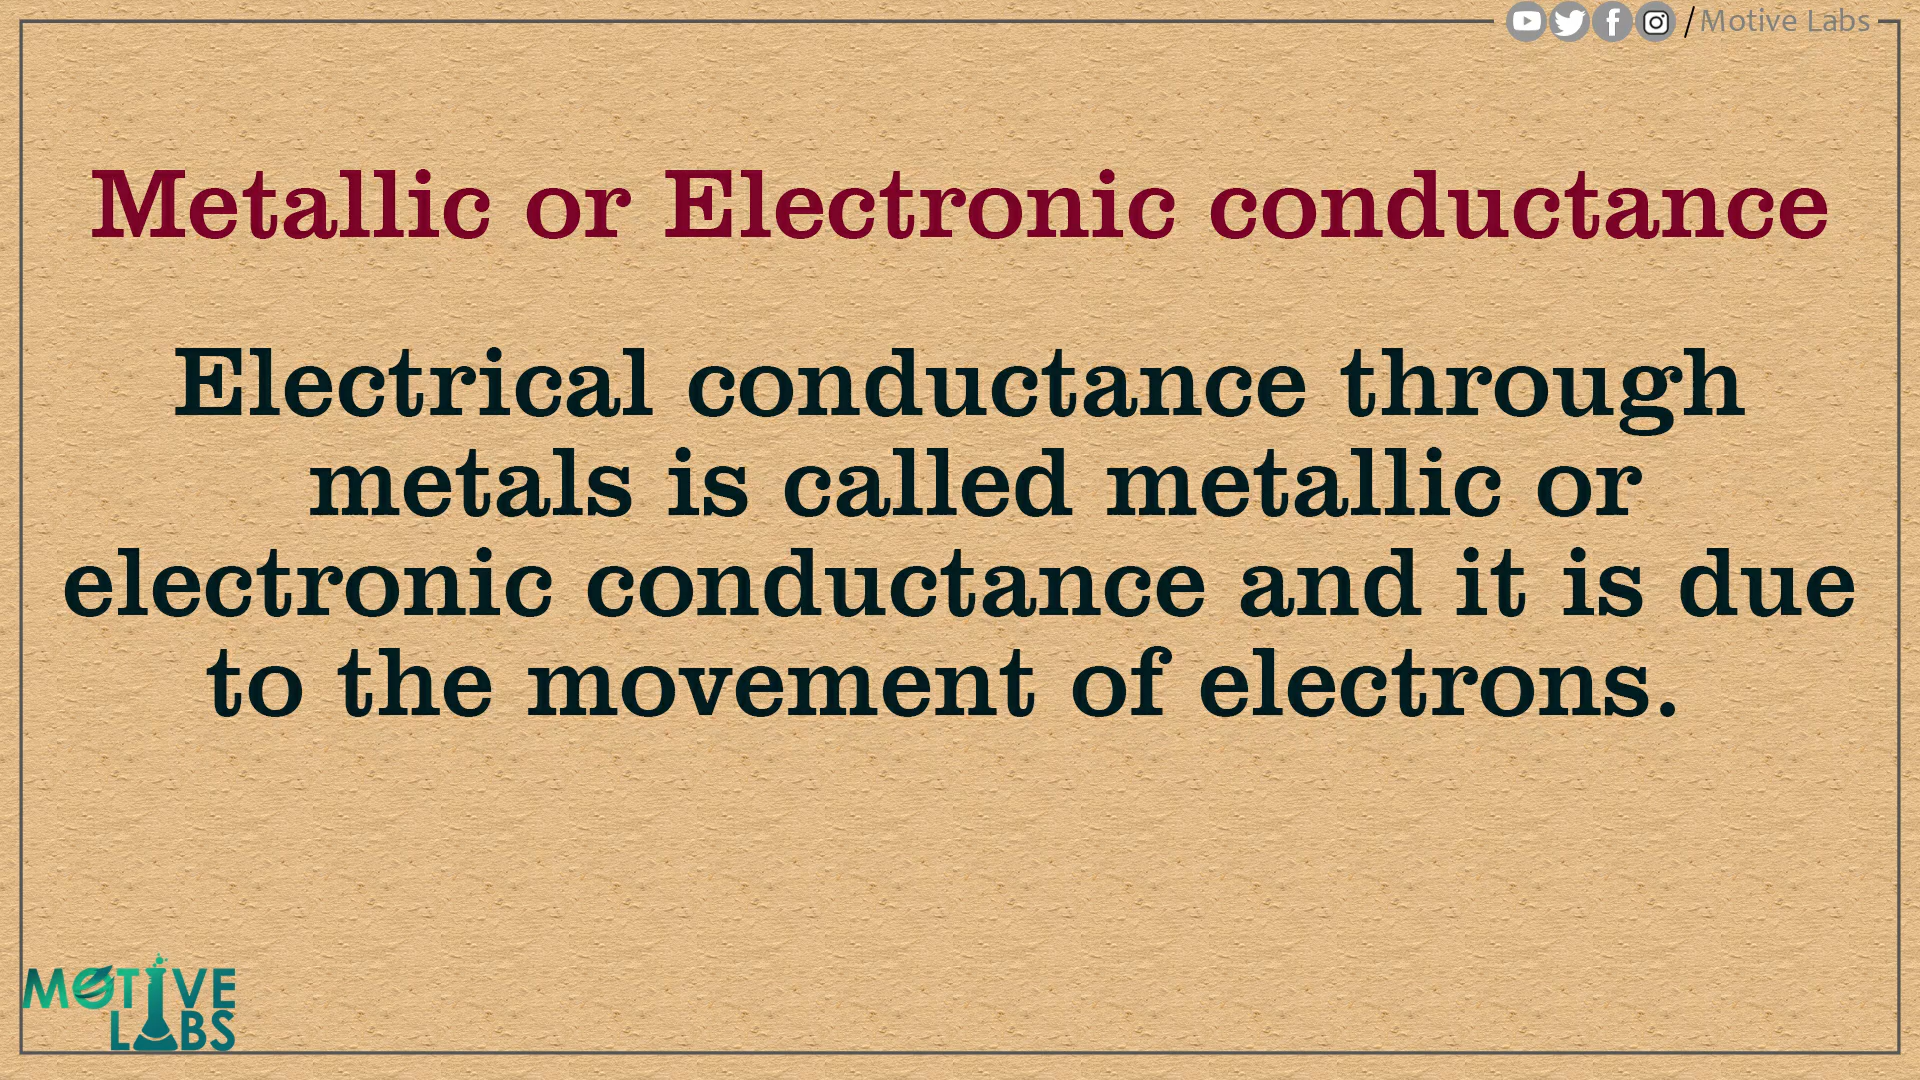 /Motive Labs
Metallic or Electronic conductance
Electrical conductance through
metals is called metallic or
electronic conductance and it is due
to the movement of electrons.
MOTIVE
LABS